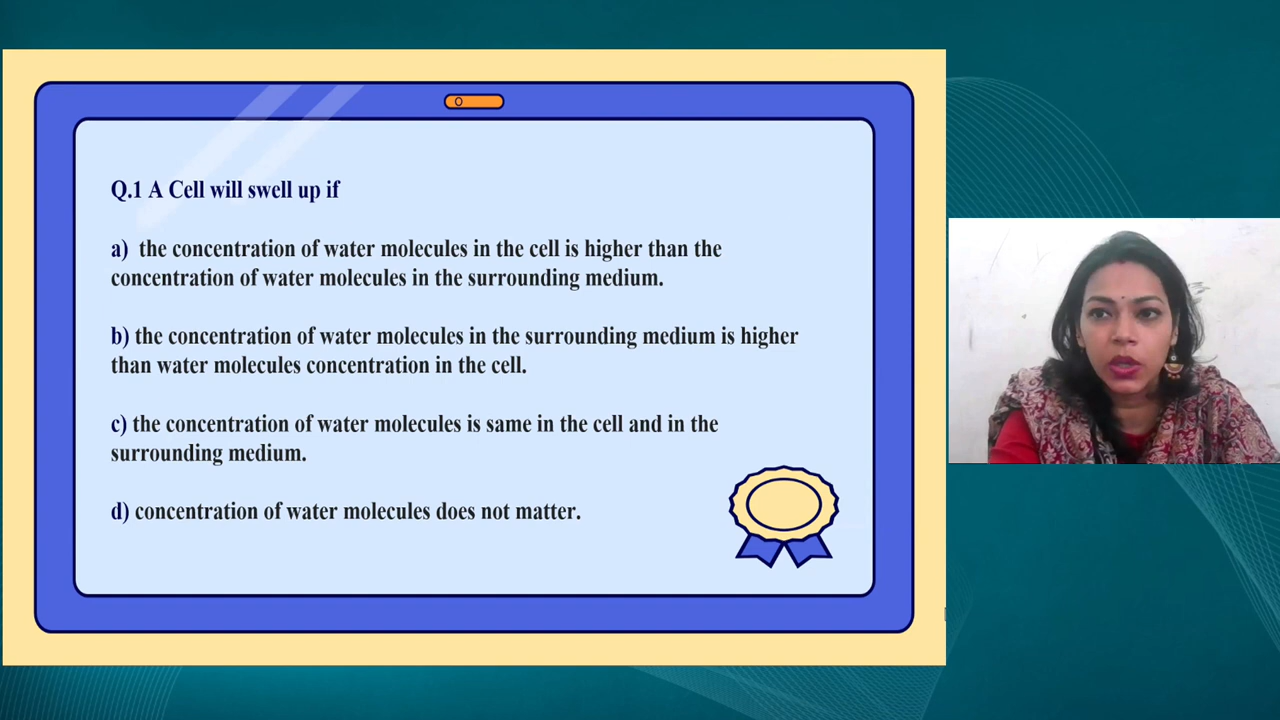 Q.1 A Cell will swell up if
a) the concentration of water molecules in the cell is higher than the
concentration of water molecules in the surrounding medium.
b) the concentration of water molecules in the surrounding medium is higher
than water molecules concentration in the cell.
c) the concentration of water molecules is same in the cell and in the
surrounding medium.
d) concentration of water molecules does not matter.